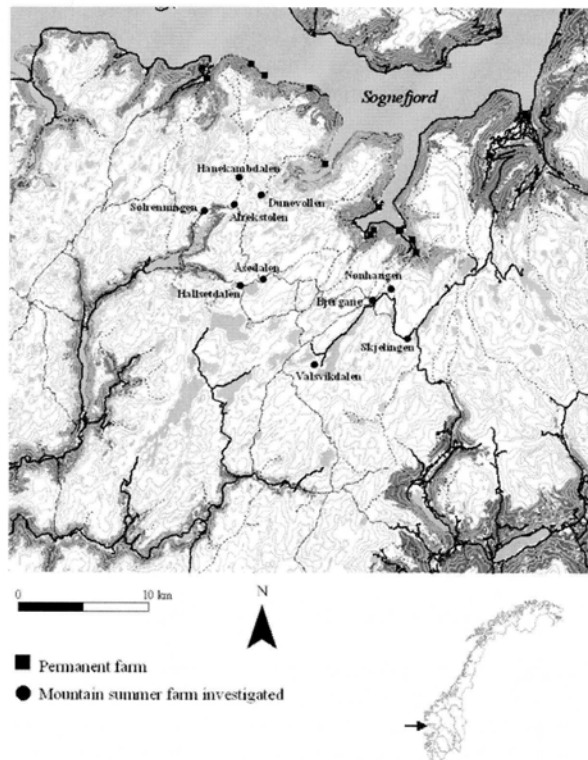 Sognefjord
Hanekambdalen
Dunevollen
Solrenningen
Afrekstolen
Åsedalen
Hallsetdalen
Nonhaugen
Bjergane
Skjelingen
Valsvikdalen
0 10 km
N
Permanent farm
Mountain summer farm investigated